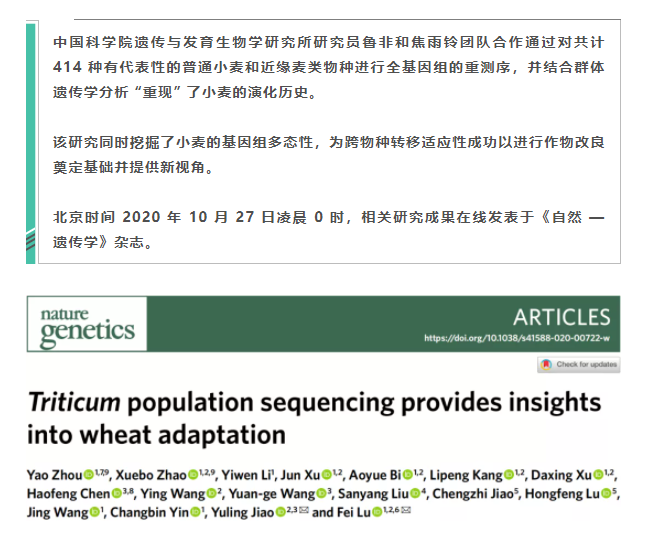 中国科学院遗传与发育生物学研究所研究员鲁非和焦雨铃团队合作通过对共计
414 种有代表性的普通小麦和近缘麦类物种进行全基因组的重测序，并结合群体
遗传学分析“重现”了小麦的演化历史。
该研究同时挖掘了小麦的基因组多态性，为跨物种转移适应性成功以进行作物改良
奠定基础并提供新视角。
北京时间 2020 年 10 月 27 日凌晨 0 时，相关研究成果在线发表于《自然 —
遗传学》杂志。
nature
genetics
ARTICLES
https://doi.org/10.1038/s41588-020-00722-w
Check for updates
Triticum population sequencing provides insights
into wheat adaptation
Yao Zhou 1,7,9, Xuebo Zhao 1,2,9, Yiwen Li1, Jun Xu 1,2, Aoyue Bi 1,2, Lipeng Kang 1,2, Daxing Xu 1,2,
Haofeng Chen 3,8, Ying Wang 2, Yuan-ge Wang 3, Sanyang Liu 4, Chengzhi Jiao5, Hongfeng Lu 5,
Jing Wang 1, Changbin Yin 1, Yuling Jiao 2,3 ✉ and Fei Lu 1,2,6 ✉